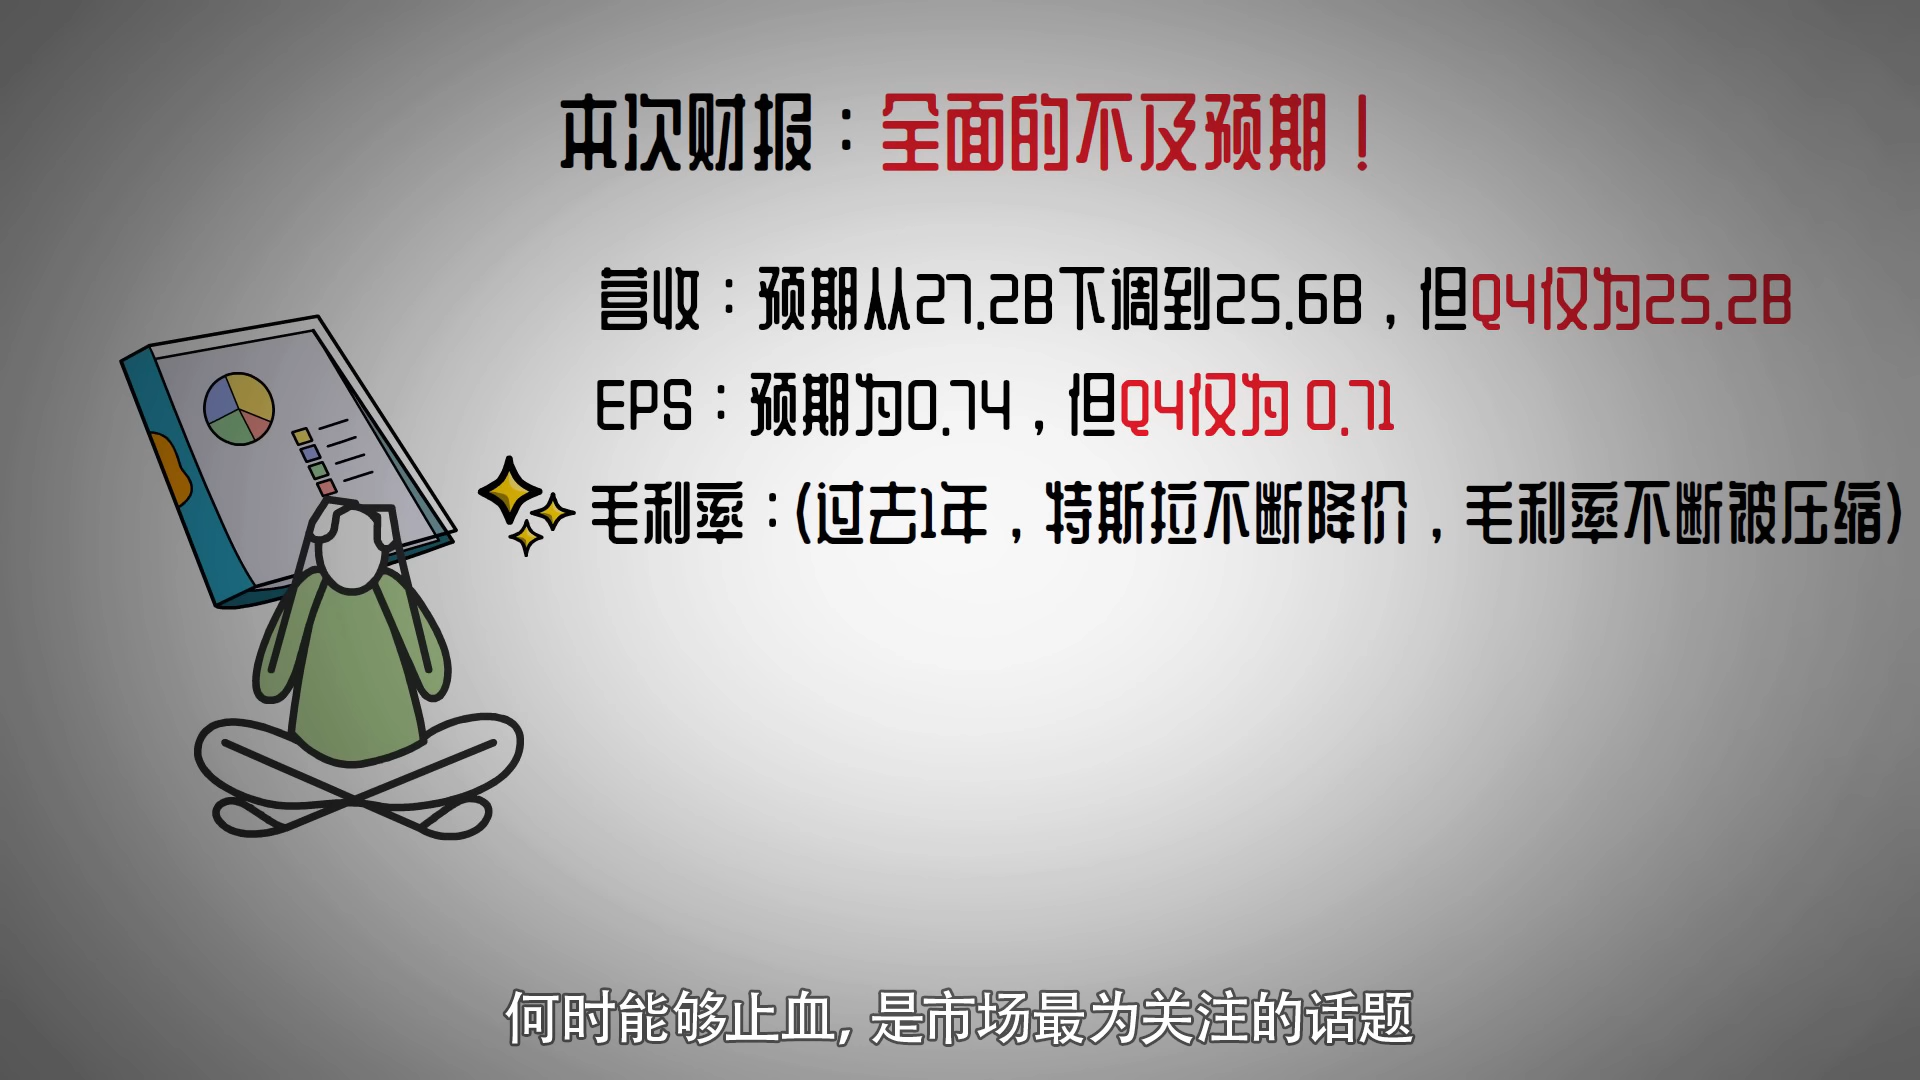 本次财报：全面的不及预期！
营收：预期从27.2B下调到25.6B，但Q4仅为25.2B
EPS：预期为0.74，但Q4仅为 0.71
毛利率：(过去1年，特斯拉不断降价，毛利率不断被压缩)
何时能够止血, 是市场最为关注的话题